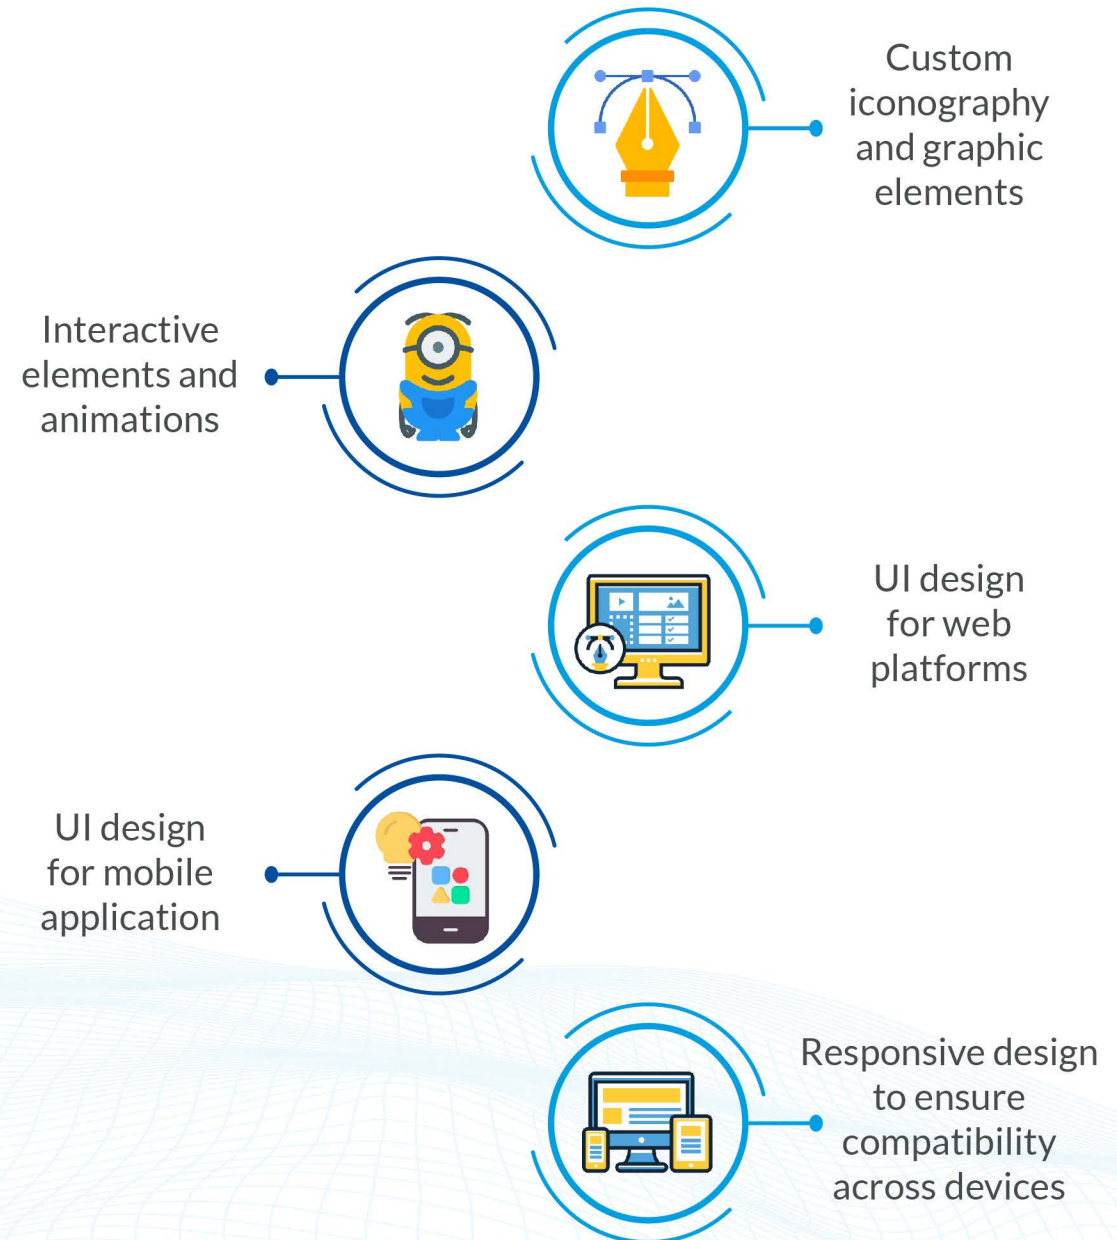 Custom
iconography
and graphic
elements
Interactive
elements and
animations
UI design
for web
platforms
UI design
for mobile
application
Responsive design
to ensure
compatibility
across devices